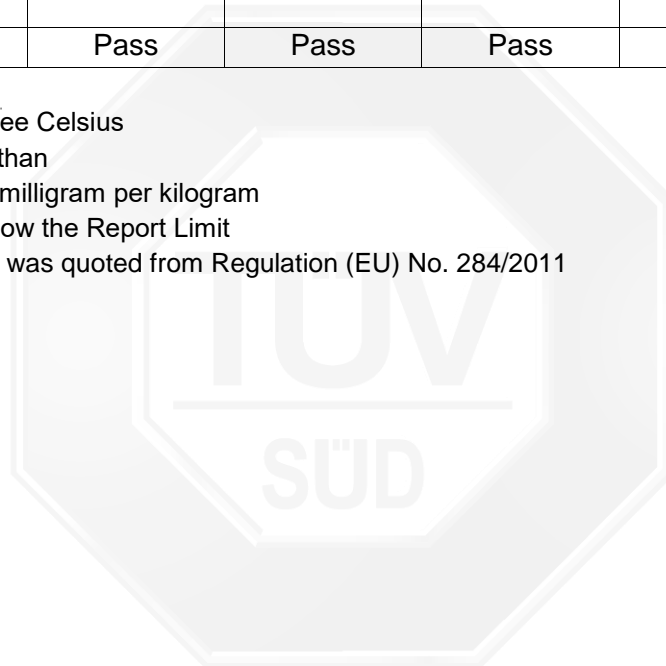 Pass Pass Pass
ee Celsius
than
milligram per kilogram
ow the Report Limit
was quoted from Regulation (EU) No. 284/2011
TÜV
SÜD